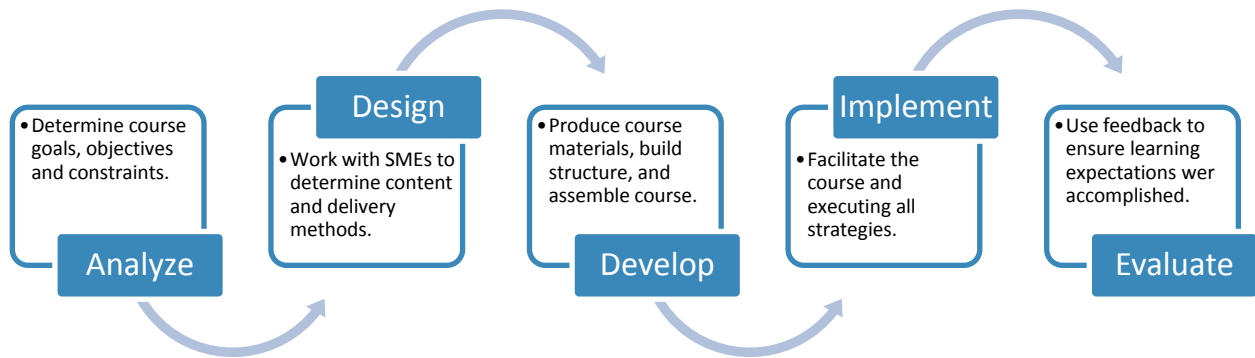 • Determine course
goals, objectives
and constraints.
Analyze
Design
• Work with SMEs to
determine content
and delivery
methods.
• Produce course
materials, build
structure, and
assemble course.
Develop
Implement
• Facilitate the
course and
executing all
strategies.
• Use feedback to
ensure learning
expectations wer
accomplished.
Evaluate